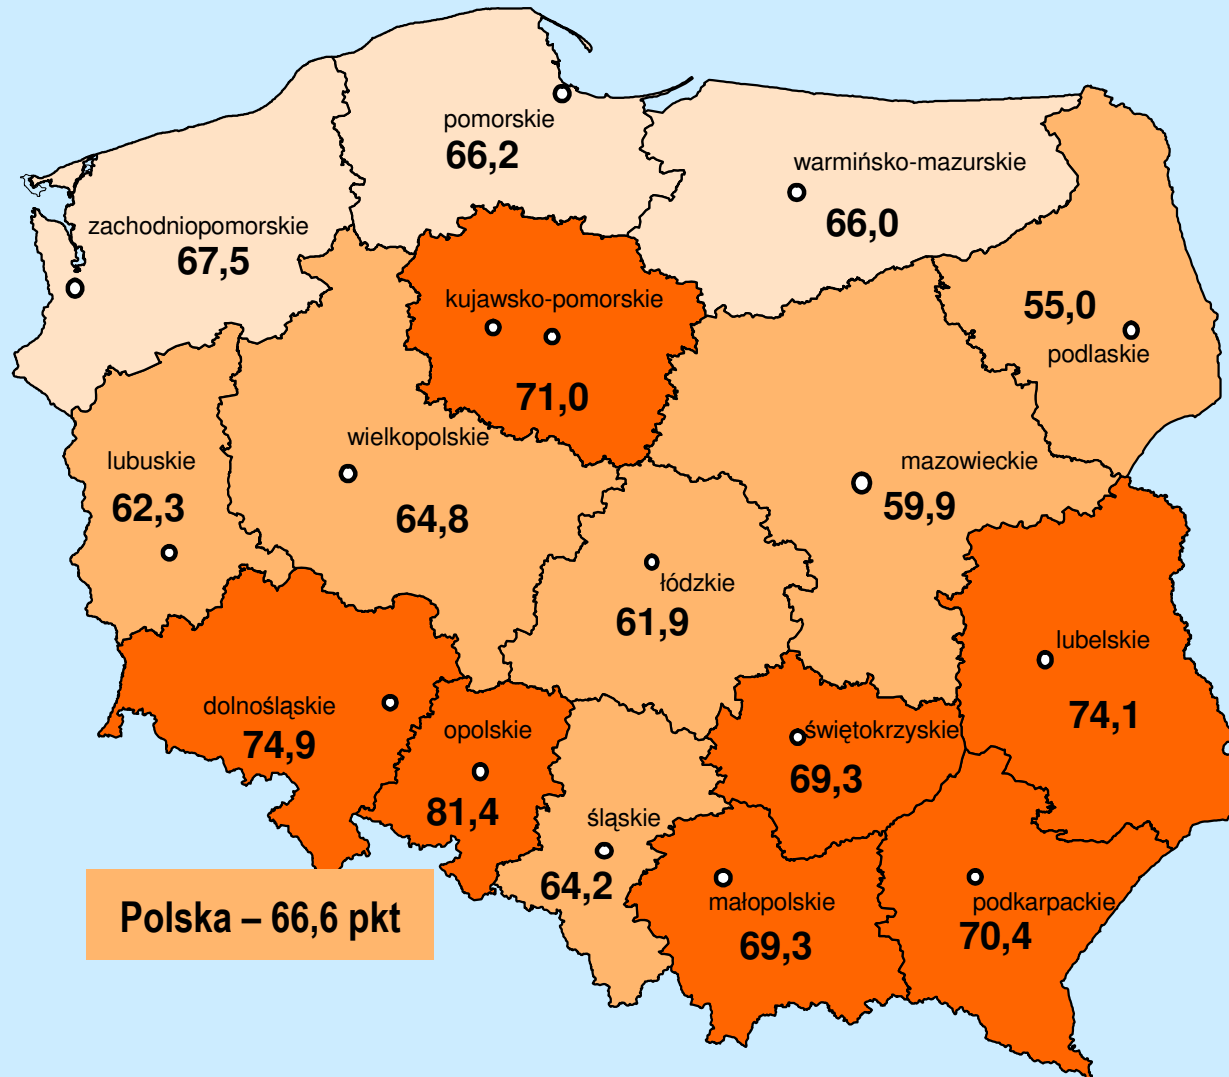 pomorskie
66,2
warmińsko-mazurskie
66,0
zachodniopomorskie
67,5
kujawsko-pomorskie
71,0
55,0
podlaskie
wielkopolskie
64,8
lubuskie
62,3
mazowieckie
59,9
łódzkie
61,9
lubelskie
74,1
dolnośląskie
74,9
opolskie
81,4
świętokrzyskie
69,3
śląskie
64,2
małopolskie
69,3
podkarpackie
70,4
Polska – 66,6 pkt